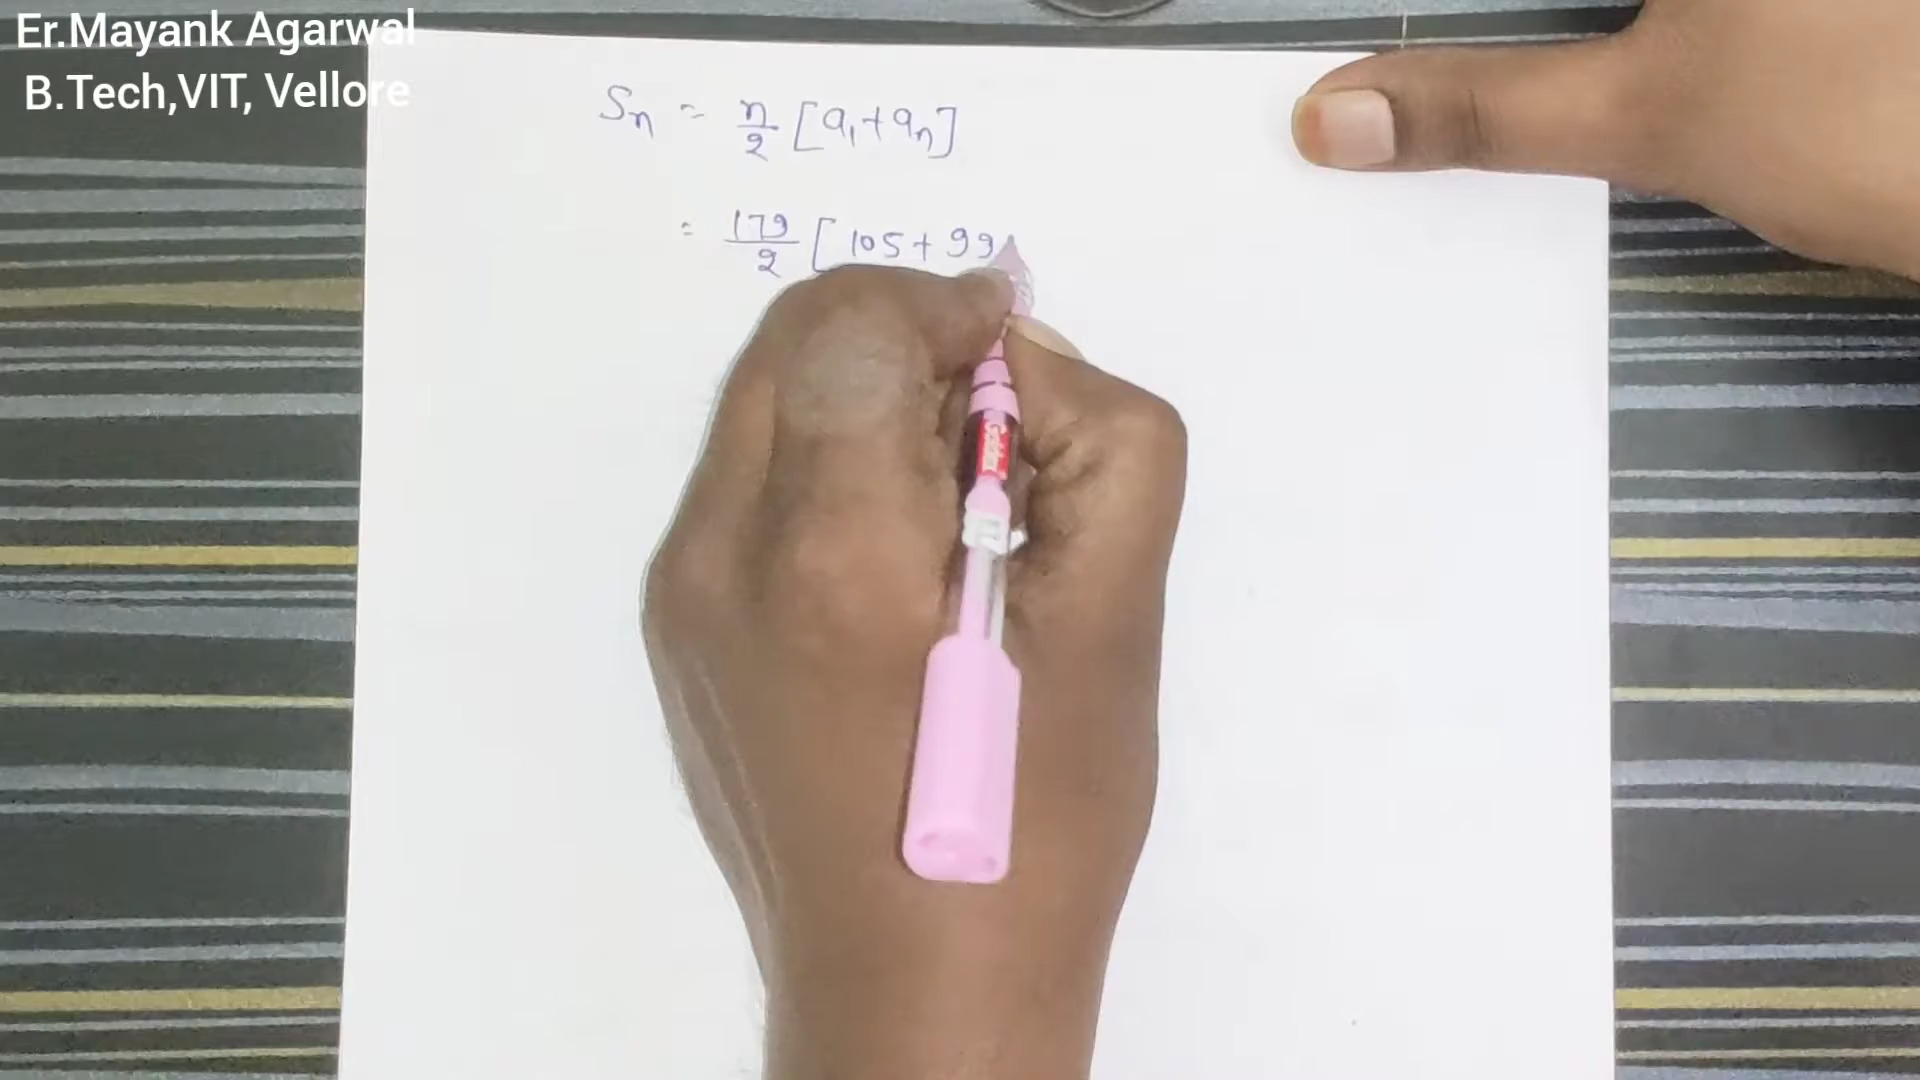 Er.Mayank Agarwal
B.Tech,VIT, Vellore
Sn = n/2 [a₁+an]
= 179/2 [105+99